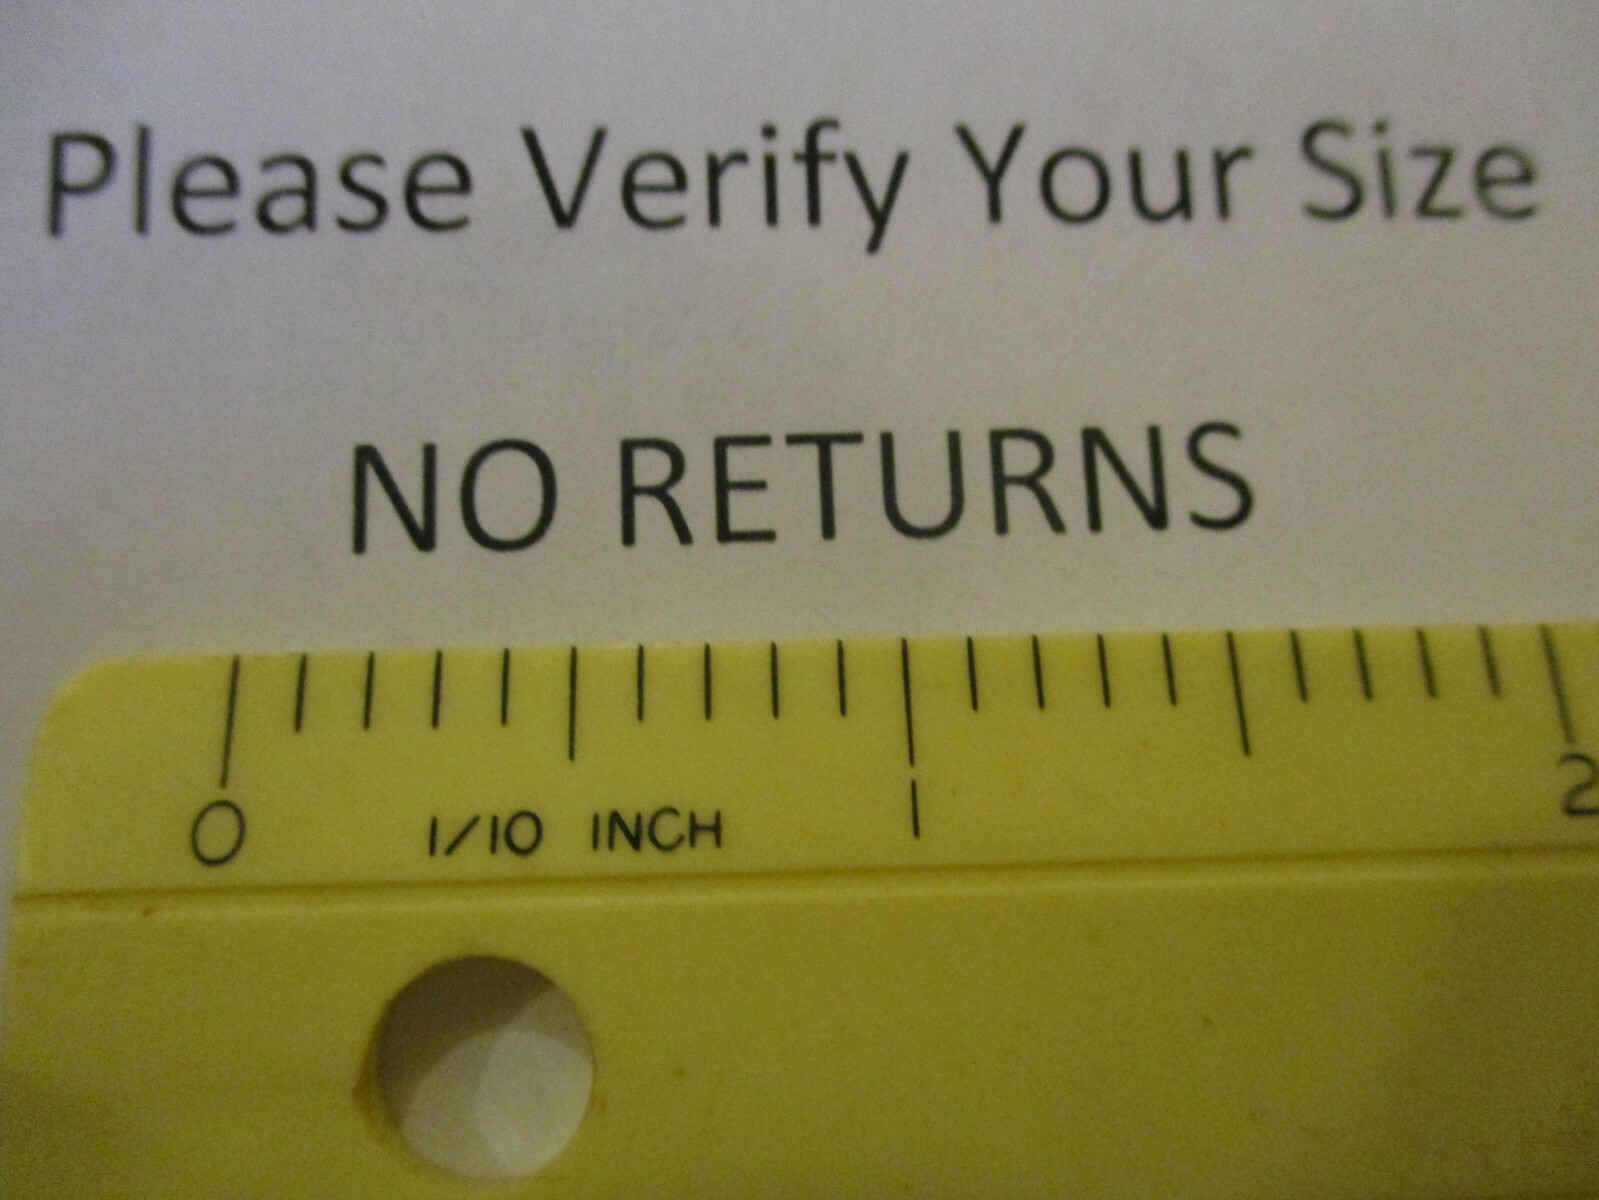 Please Verify Your Size
NO RETURNS
0 1/10 INCH 1 2